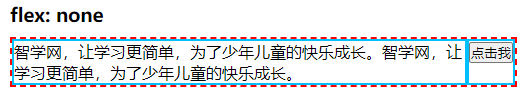 flex: none
智学网，让学习更简单，为了少年儿童的快乐成长。智学网，让
学习更简单，为了少年儿童的快乐成长。
点击我